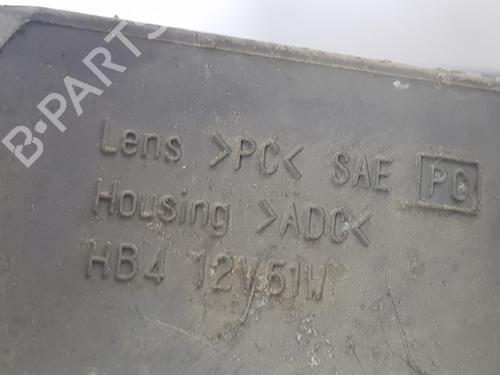 B-PARTS
Lens >PC< SAE PC
Housing >ADC<
HB4 12V51W